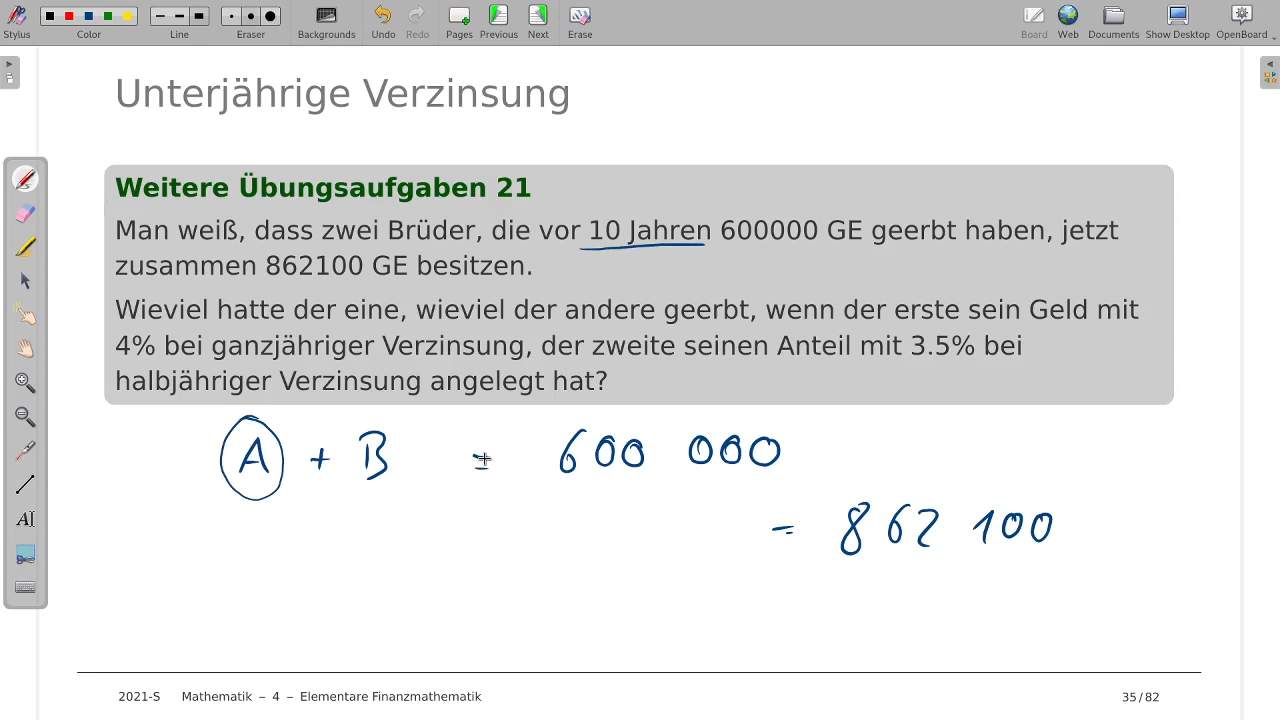 Stylus Color Line Eraser Backgrounds Undo Redo Pages Previous Next Erase Board Web Documents Show Desktop OpenBoard
Unterjährige Verzinsung
Weitere Übungsaufgaben 21
Man weiß, dass zwei Brüder, die vor 10 Jahren 600000 GE geerbt haben, jetzt
zusammen 862100 GE besitzen.
Wieviel hatte der eine, wieviel der andere geerbt, wenn der erste sein Geld mit
4% bei ganzjähriger Verzinsung, der zweite seinen Anteil mit 3.5% bei
halbjähriger Verzinsung angelegt hat?
A + B = 600 000
= 862 100
2021-S Mathematik – 4 – Elementare Finanzmathematik 35/82